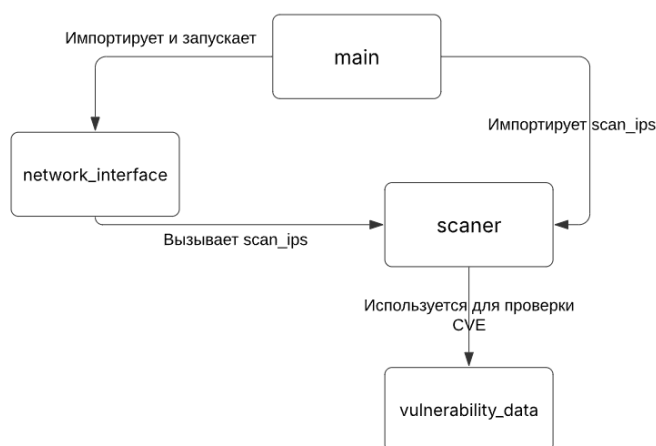 Импортирует и запускает
main
Импортирует scan_ips
network_interface
scaner
Вызывает scan_ips
Используется для проверки
CVE
vulnerability_data